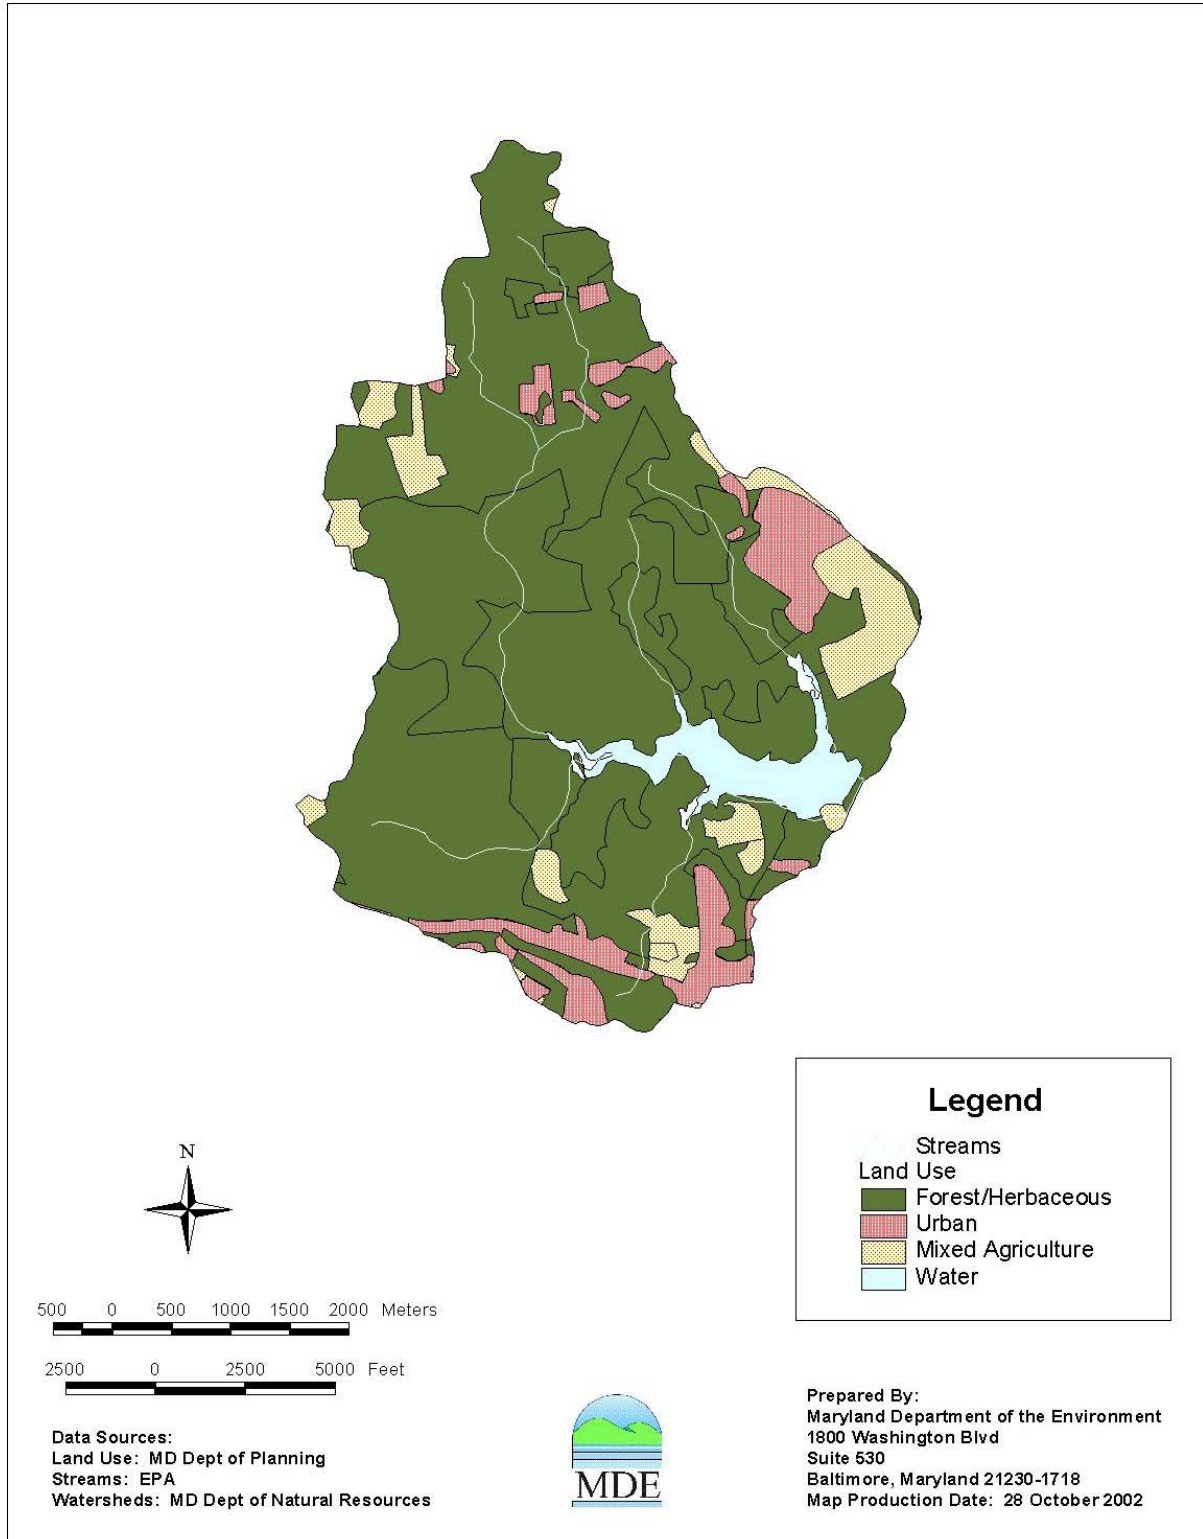 Legend
Streams
Land Use
Forest/Herbaceous
Urban
Mixed Agriculture
Water
N
500 0 500 1000 1500 2000 Meters
2500 0 2500 5000 Feet
Data Sources:
Land Use: MD Dept of Planning
Streams: EPA
Watersheds: MD Dept of Natural Resources
MDE
Prepared By:
Maryland Department of the Environment
1800 Washington Blvd
Suite 530
Baltimore, Maryland 21230-1718
Map Production Date: 28 October 2002